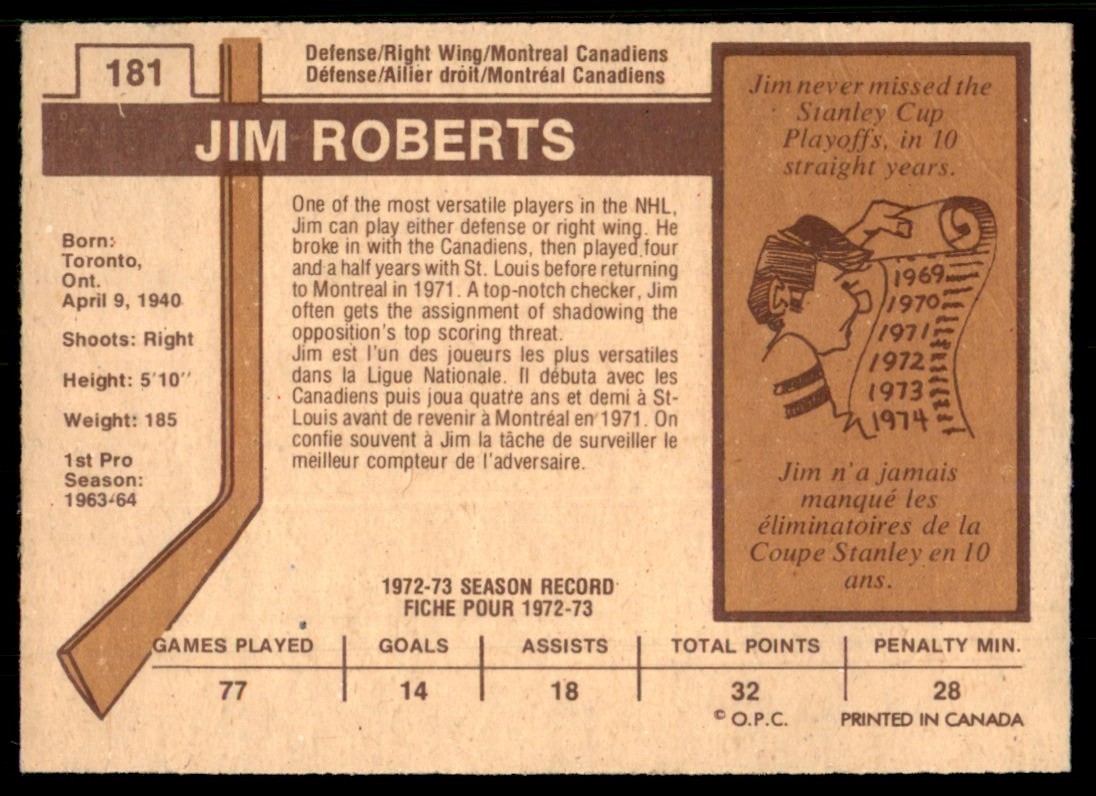 181
Defense/Right Wing/Montreal Canadiens
Défense/Ailier droit/Montréal Canadiens
JIM ROBERTS
Born:
Toronto,
Ont.
April 9, 1940
Shoots: Right
Height: 5'10"
Weight: 185
1st Pro
Season:
1963-64
One of the most versatile players in the NHL,
Jim can play either defense or right wing. He
broke in with the Canadiens, then played four
and a half years with St. Louis before returning
to Montreal in 1971. A top-notch checker, Jim
often gets the assignment of shadowing the
opposition's top scoring threat.
Jim est l'un des joueurs les plus versatiles
dans la Ligue Nationale. Il débuta avec les
Canadiens puis joua quatre ans et demi à St-
Louis avant de revenir à Montréal en 1971. On
confie souvent à Jim la tâche de surveiller le
meilleur compteur de l'adversaire.
Jim never missed the
Stanley Cup
Playoffs, in 10
straight years.
1969
1970
1971
1972
1973
1974
Jim n'a jamais
manqué les
éliminatoires de la
Coupe Stanley en 10
ans.
1972-73 SEASON RECORD
FICHE POUR 1972-73
GAMES PLAYED GOALS ASSISTS TOTAL POINTS PENALTY MIN.
77 14 18 32 28
© O.P.C. PRINTED IN CANADA